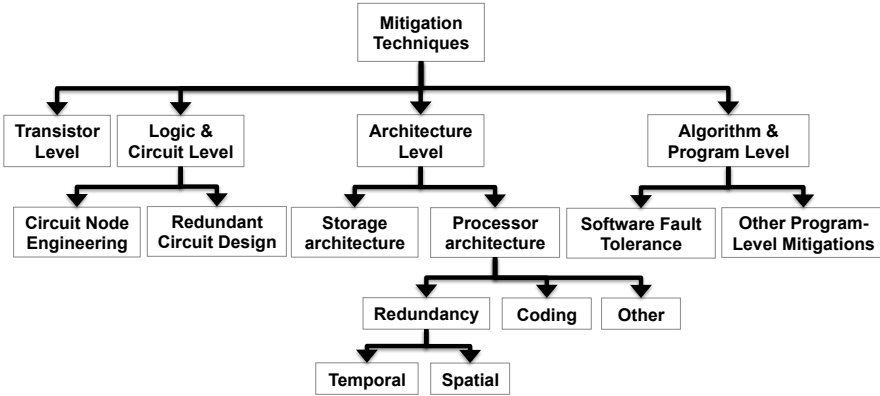 Mitigation
Techniques
Transistor
Level
Logic &
Circuit Level
Architecture
Level
Algorithm &
Program Level
Circuit Node
Engineering
Redundant
Circuit Design
Storage
architecture
Processor
architecture
Software Fault
Tolerance
Other Program-
Level Mitigations
Redundancy
Coding
Other
Temporal
Spatial